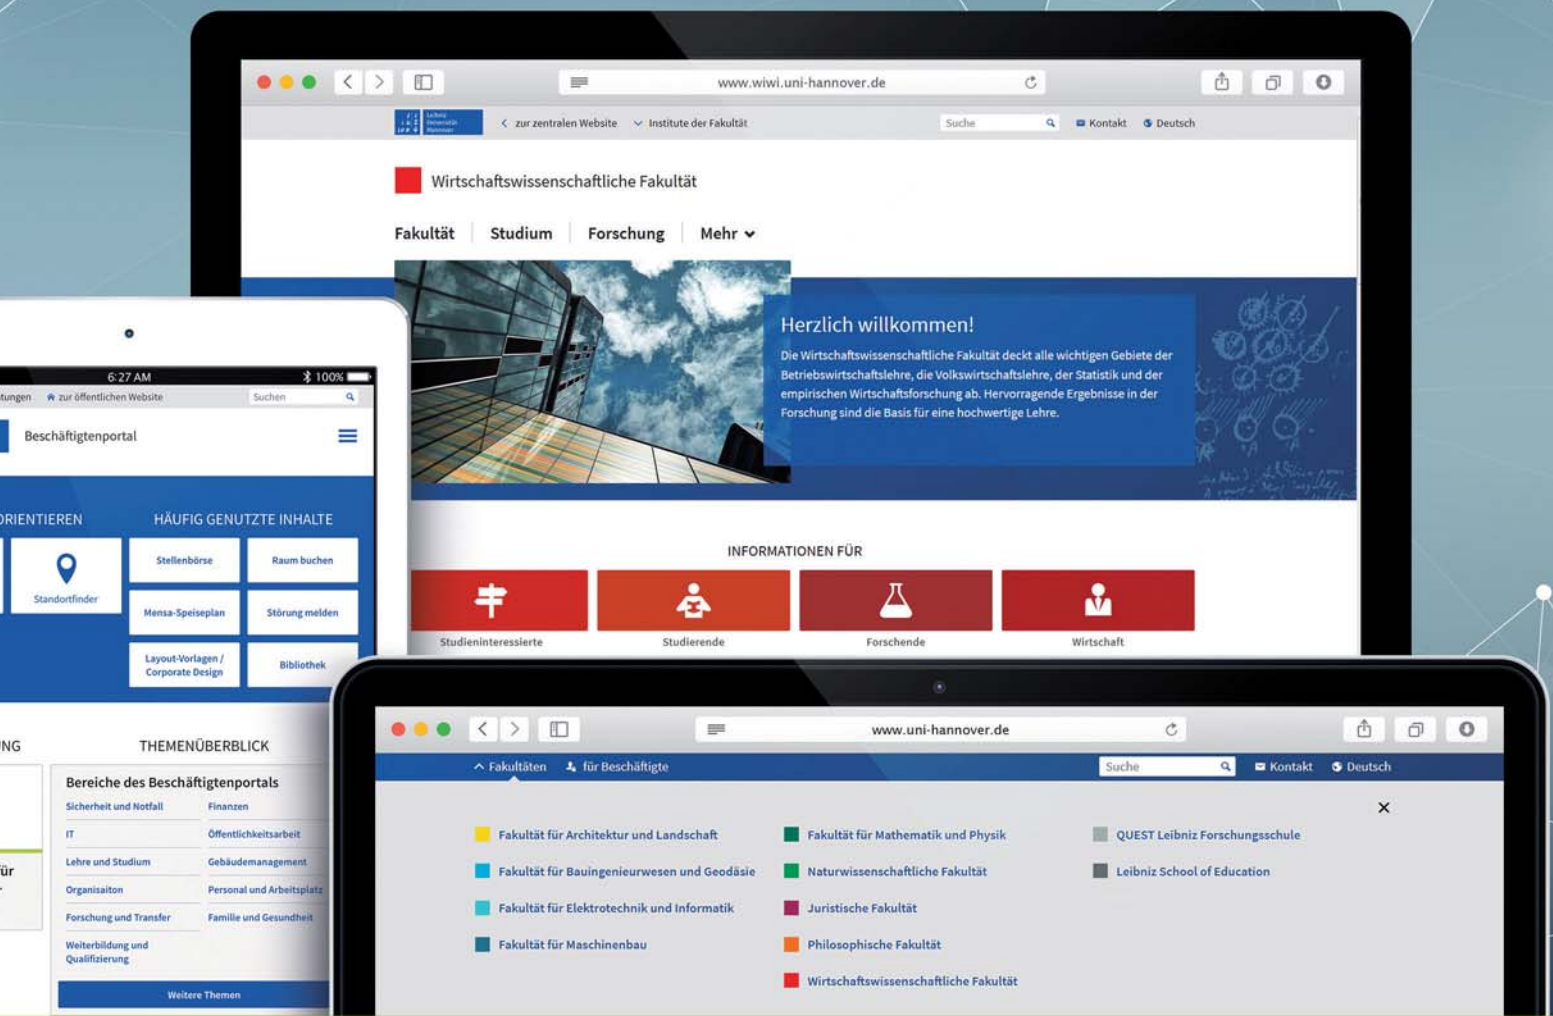 www.wiwi.uni-hannover.de
Leibniz
Universität
Hannover
zur zentralen Website
Institute der Fakultät
Suche
Kontakt
Deutsch
Wirtschaftswissenschaftliche Fakultät
Fakultät
Studium
Forschung
Mehr
Herzlich willkommen!
Die Wirtschaftswissenschaftliche Fakultät deckt alle wichtigen Gebiete der
Betriebswirtschaftslehre, die Volkswirtschaftslehre, der Statistik und der
empirischen Wirtschaftsforschung ab. Hervorragende Ergebnisse in der
Forschung sind die Basis für eine hochwertige Lehre.
INFORMATIONEN FÜR
Studieninteressierte
Studierende
Forschende
Wirtschaft
6:27 AM
100%
zur öffentlichen Website
Suchen
Beschäftigtenportal
ORIENTIEREN
Standortfinder
HÄUFIG GENUTZTE INHALTE
Stellenbörse
Raum buchen
Mensa-Speiseplan
Störung melden
Layout-Vorlagen /
Corporate Design
Bibliothek
THEMENÜBERBLICK
Bereiche des Beschäftigtenportals
Sicherheit und Notfall
Finanzen
IT
Öffentlichkeitsarbeit
Lehre und Studium
Gebäudemanagement
Organisaiton
Personal und Arbeitsplatz
Forschung und Transfer
Familie und Gesundheit
Weiterbildung und
Qualifizierung
Weitere Themen
www.uni-hannover.de
Fakultäten
für Beschäftigte
Suche
Kontakt
Deutsch
Fakultät für Architektur und Landschaft
Fakultät für Bauingenieurwesen und Geodäsie
Fakultät für Elektrotechnik und Informatik
Fakultät für Maschinenbau
Fakultät für Mathematik und Physik
Naturwissenschaftliche Fakultät
Juristische Fakultät
Philosophische Fakultät
Wirtschaftswissenschaftliche Fakultät
QUEST Leibniz Forschungsschule
Leibniz School of Education